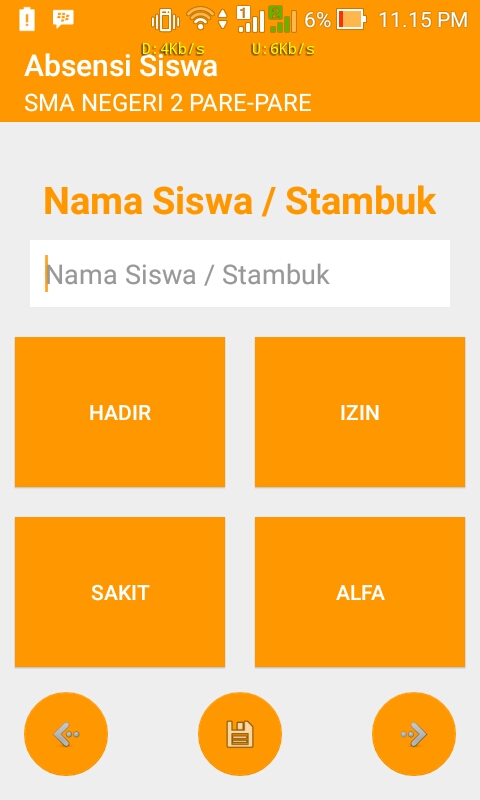 6% 11.15 PM
D:4Kb/s U:6Kb/s
Absensi Siswa
SMA NEGERI 2 PARE-PARE
Nama Siswa / Stambuk
Nama Siswa / Stambuk
HADIR IZIN
SAKIT ALFA